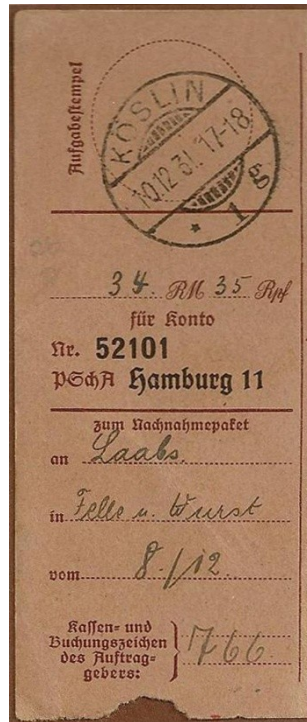 Aufgabestempel
KÖSLIN
10.12.31.17-18
* 1 g
34. RM 35 Rpf
für Konto
Nr. 52101
PSchA Hamburg 11
zum Nachnahmepaket
an Laabs.
in Felle u. Wurst
vom 8./12.
Kassen- und
Buchungszeichen
des Auftrag-
gebers:
766